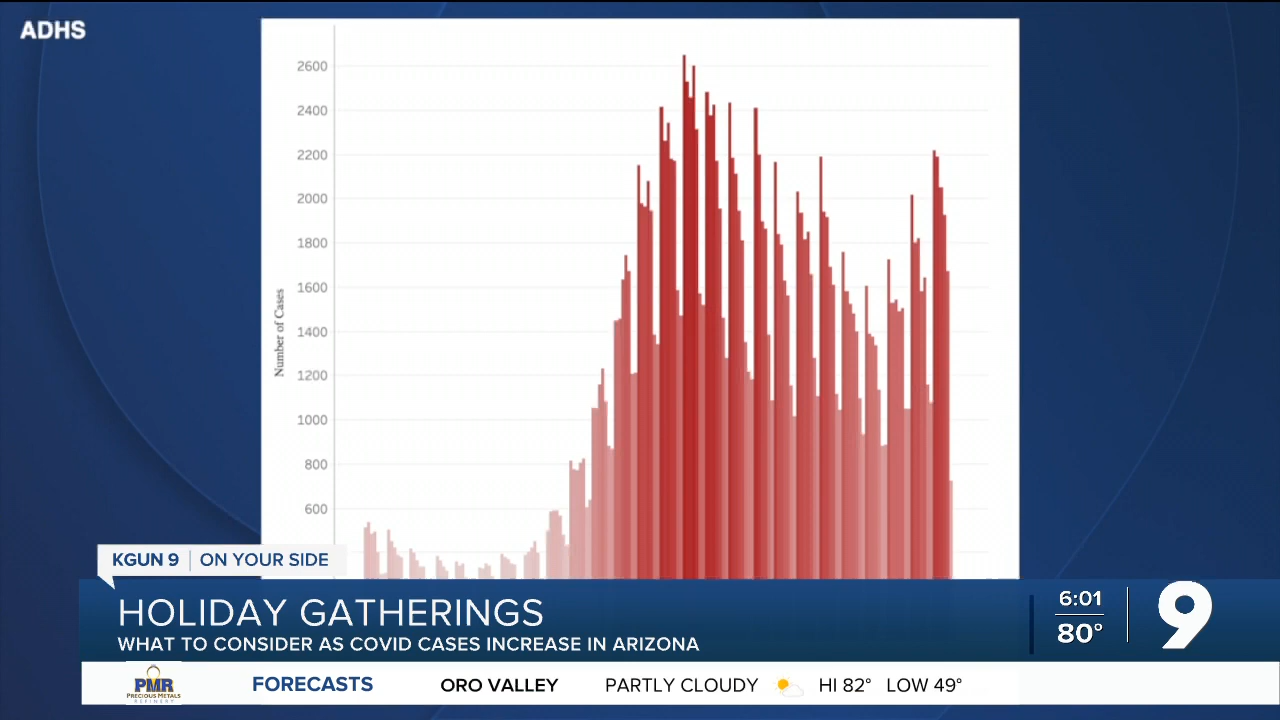 ADHS
2600
2400
2200
2000
1800
1600
1400
1200
1000
800
600
Number of Cases
KGUN 9 | ON YOUR SIDE
HOLIDAY GATHERINGS
WHAT TO CONSIDER AS COVID CASES INCREASE IN ARIZONA
6:01
80°
9
PMR
PRECIOUS METALS
REFINERY
FORECASTS
ORO VALLEY PARTLY CLOUDY HI 82° LOW 49°